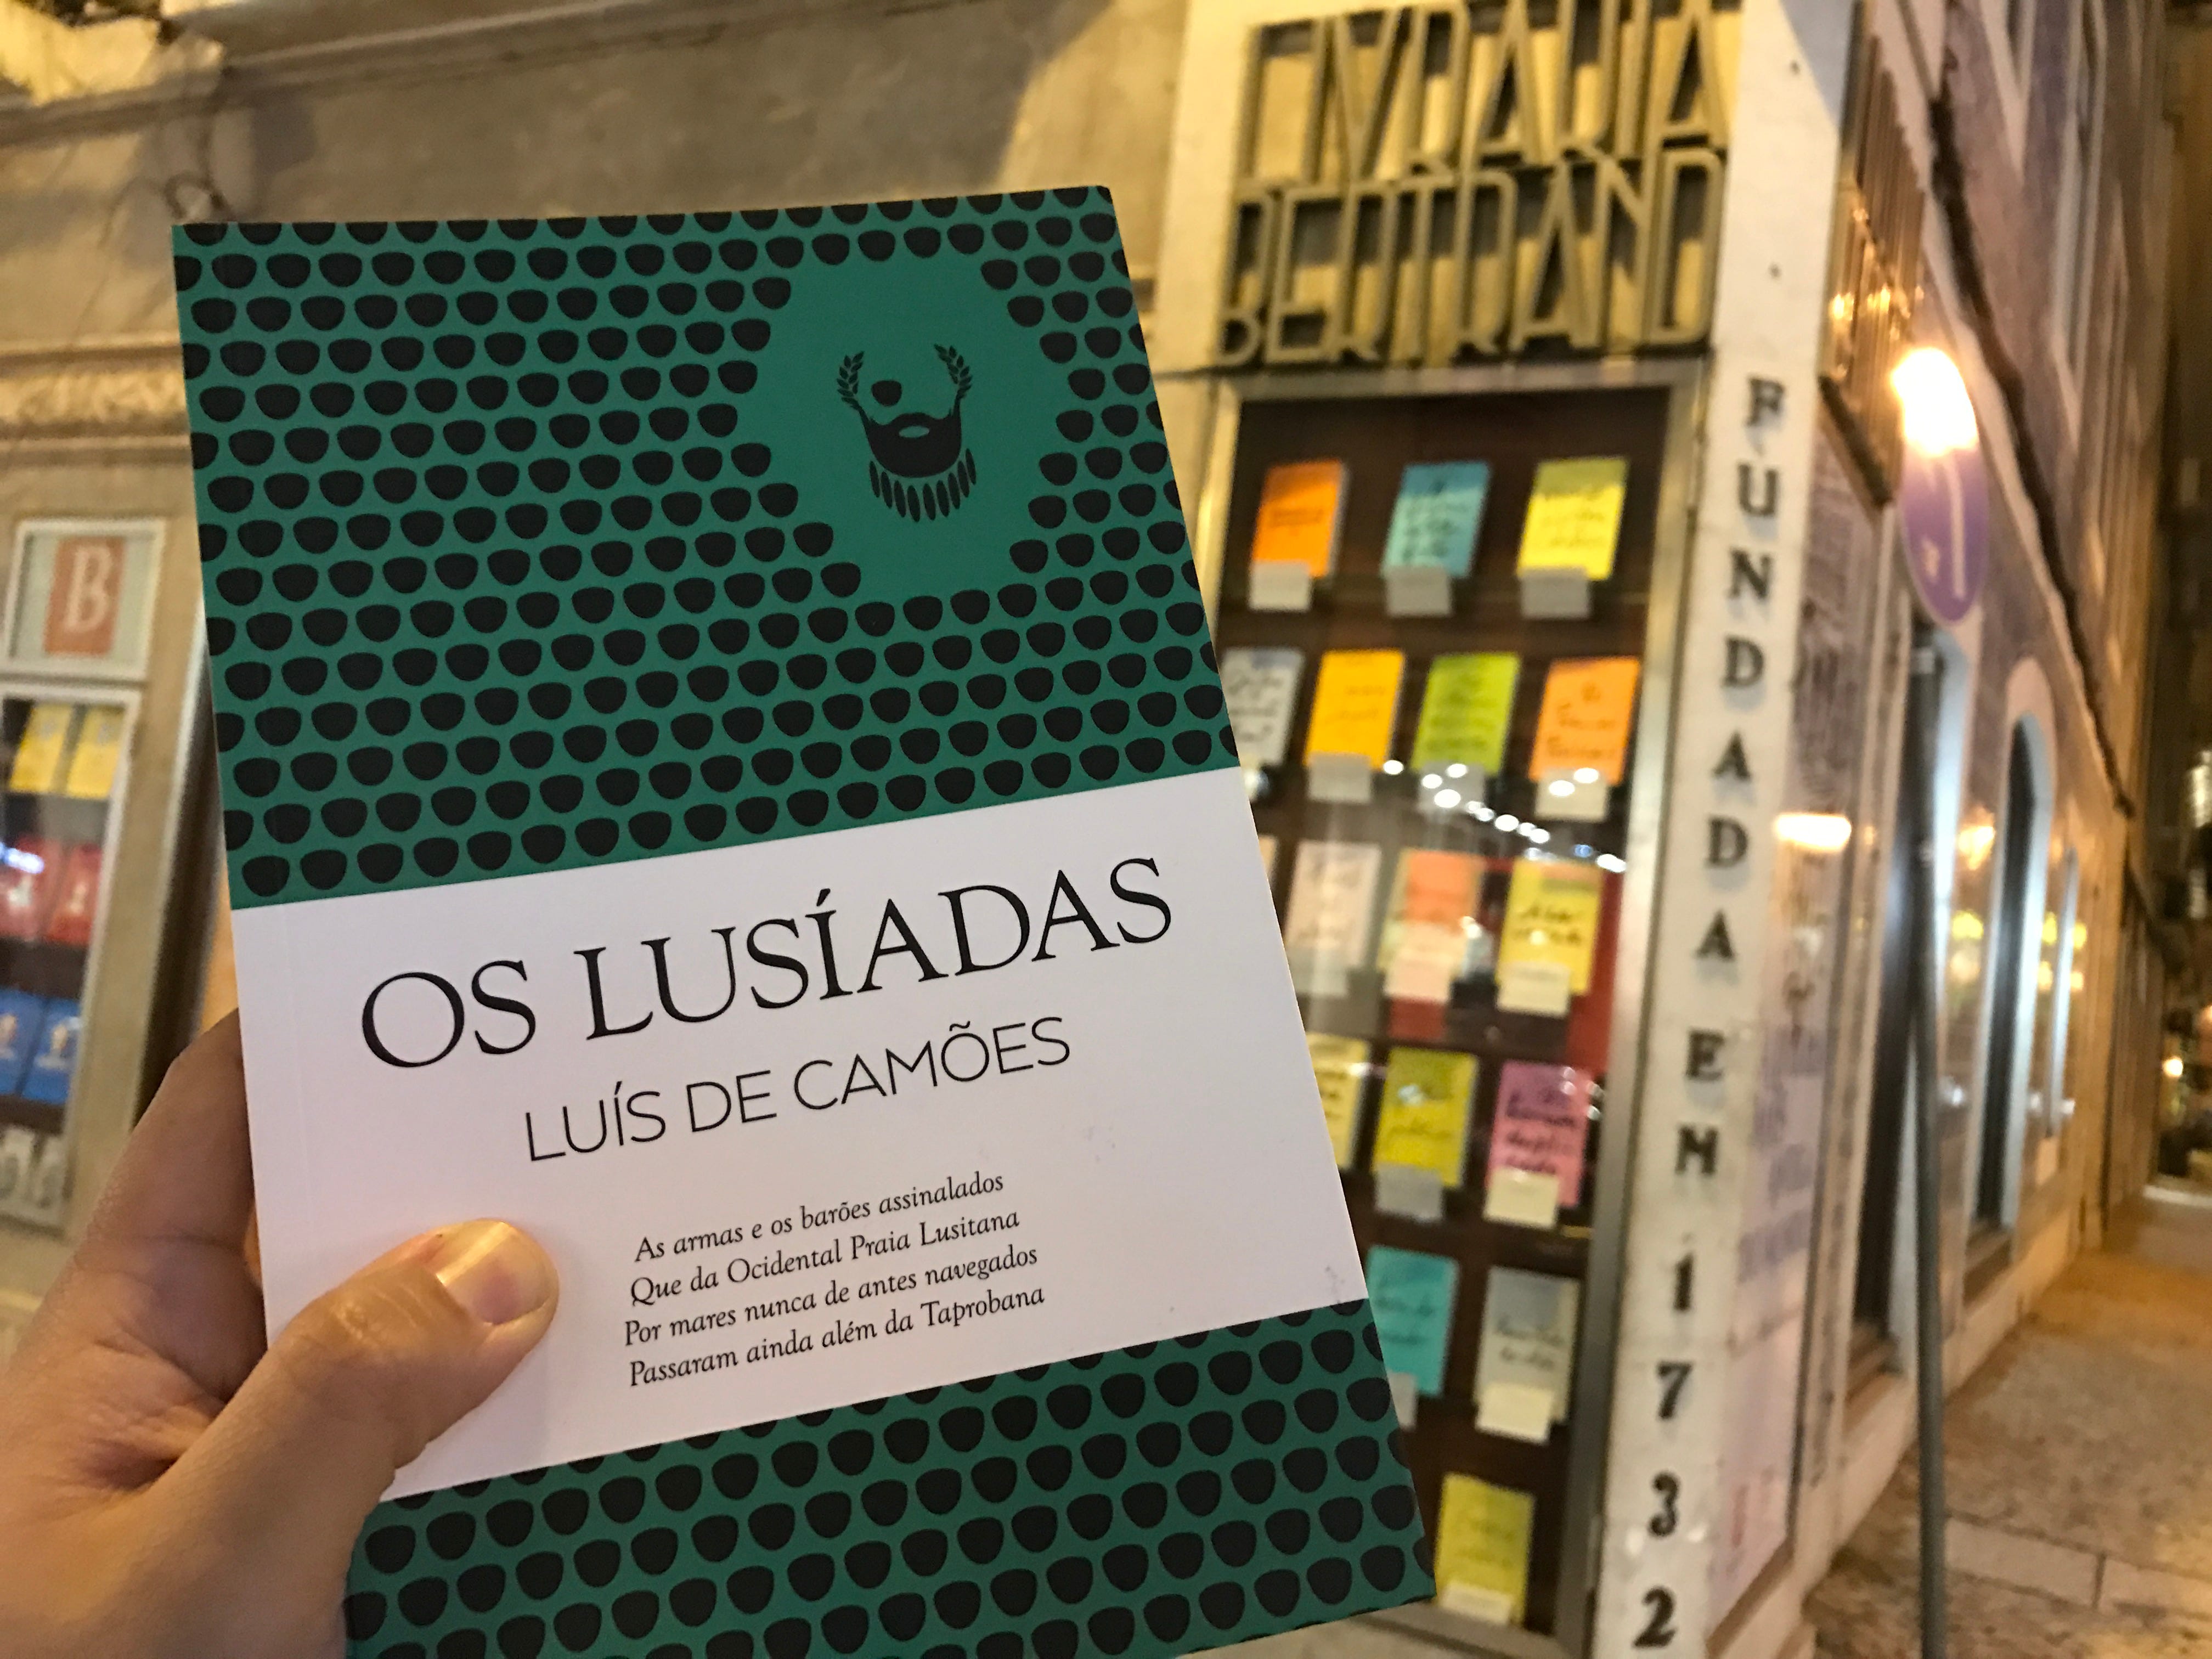 OS LUSÍADAS
LUÍS DE CAMÕES
As armas e os barões assinalados
Que da Ocidental Praia Lusitana
Por mares nunca de antes navegados
Passaram ainda além da Taprobana
LIVRARIA
BERTRAND
FUNDADA EM 1732
B